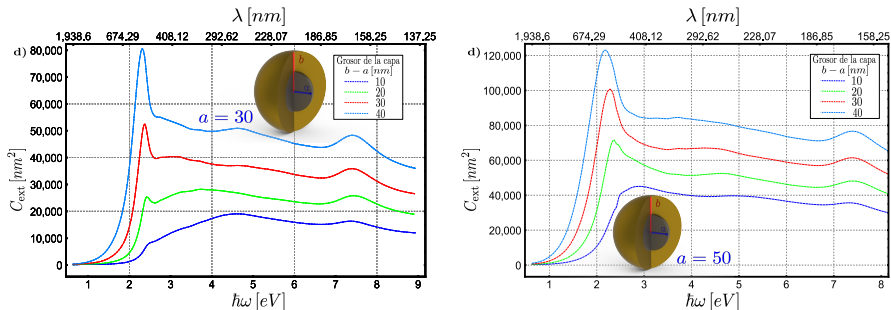 λ [nm]
1,938,6 674,29 408,12 292,62 228,07 186,85 158,25 137,25
d)
80,000
70,000
60,000
50,000
40,000
30,000
20,000
10,000
0
C_ext [nm²]
b
a
a = 30
Grosor de la capa
b − a [nm]
10
20
30
40
1 2 3 4 5 6 7 8 9
ℏω [eV]
λ [nm]
1,938,6 674,29 408,12 292,62 228,07 186,85 158,25
d)
120,000
100,000
80,000
60,000
40,000
20,000
0
C_ext [nm²]
Grosor de la capa
b − a [nm]
10
20
30
40
b
a
a = 50
1 2 3 4 5 6 7 8
ℏω [eV]